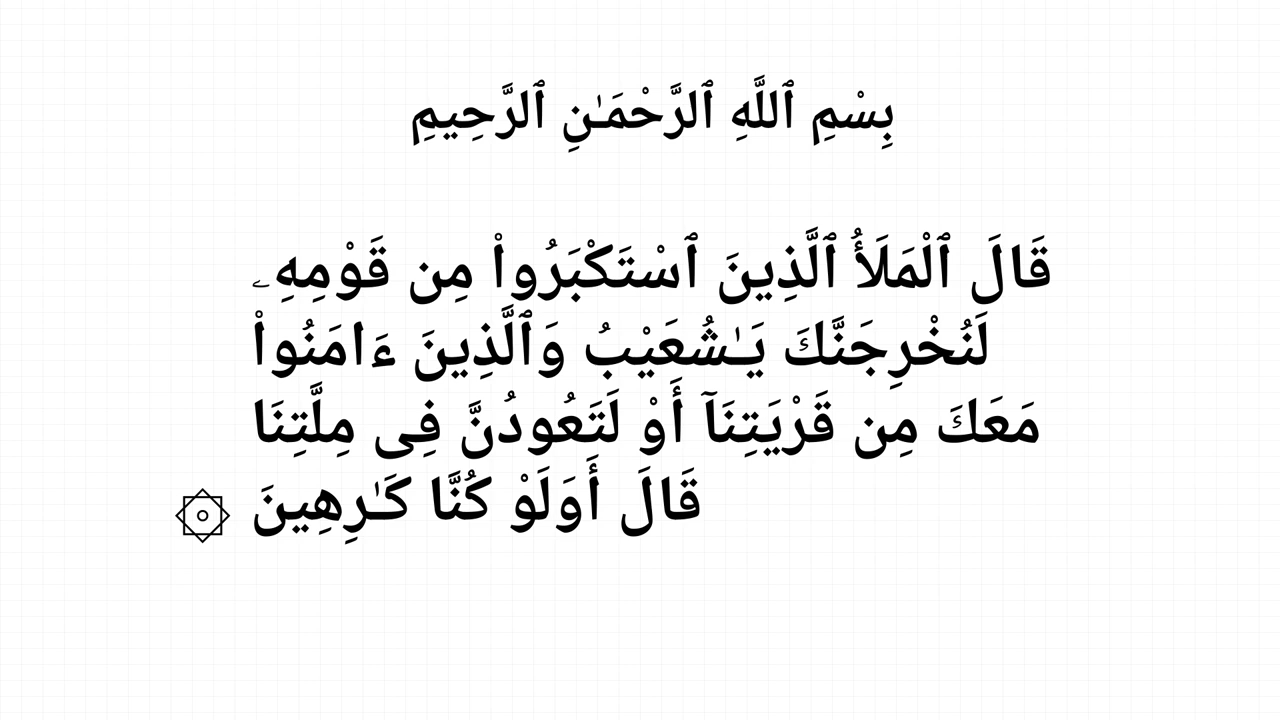 بِسْمِ ٱللَّهِ ٱلرَّحْمَـٰنِ ٱلرَّحِيمِ
قَالَ ٱلْمَلَأُ ٱلَّذِينَ ٱسْتَكْبَرُوا۟ مِن قَوْمِهِۦ
لَنُخْرِجَنَّكَ يَـٰشُعَيْبُ وَٱلَّذِينَ ءَامَنُوا۟
مَعَكَ مِن قَرْيَتِنَآ أَوْ لَتَعُودُنَّ فِى مِلَّتِنَا
قَالَ أَوَلَوْ كُنَّا كَـٰرِهِينَ ۞